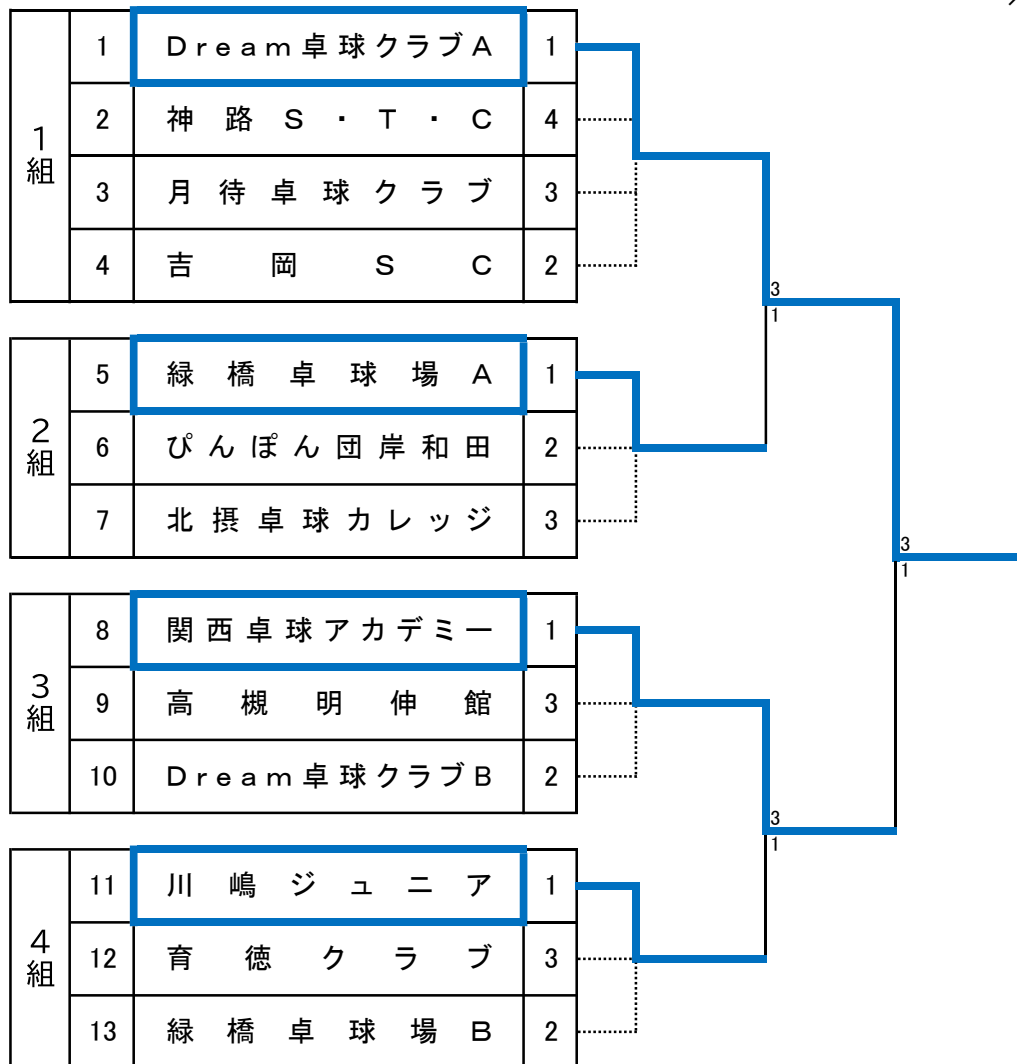 1組
1 Dream卓球クラブA 1
2 神路S・T・C 4
3 月待卓球クラブ 3
4 吉岡SC 2
3
1
2組
5 緑橋卓球場A 1
6 ぴんぽん団岸和田 2
7 北摂卓球カレッジ 3
3
1
3組
8 関西卓球アカデミー 1
9 高槻明伸館 3
10 Dream卓球クラブB 2
3
1
4組
11 川嶋ジュニア 1
12 育徳クラブ 3
13 緑橋卓球場B 2